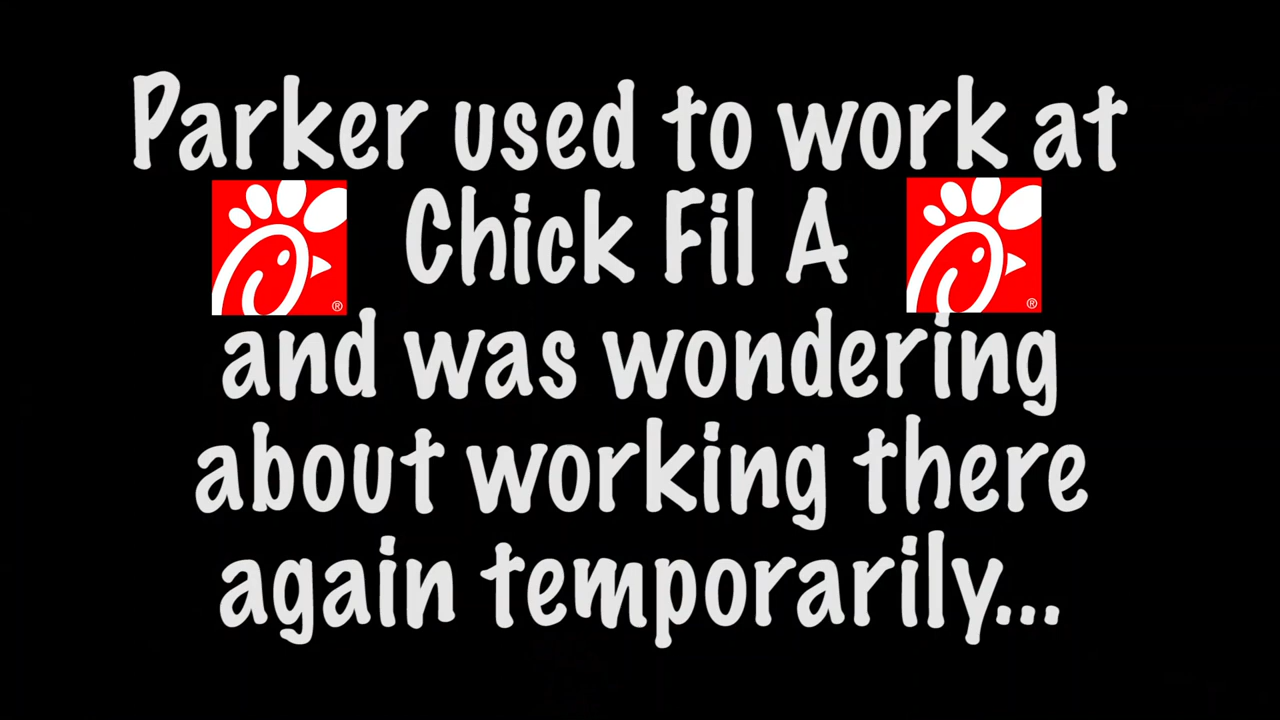 Parker used to work at
Chick Fil A
and was wondering
about working there
again temporarily...